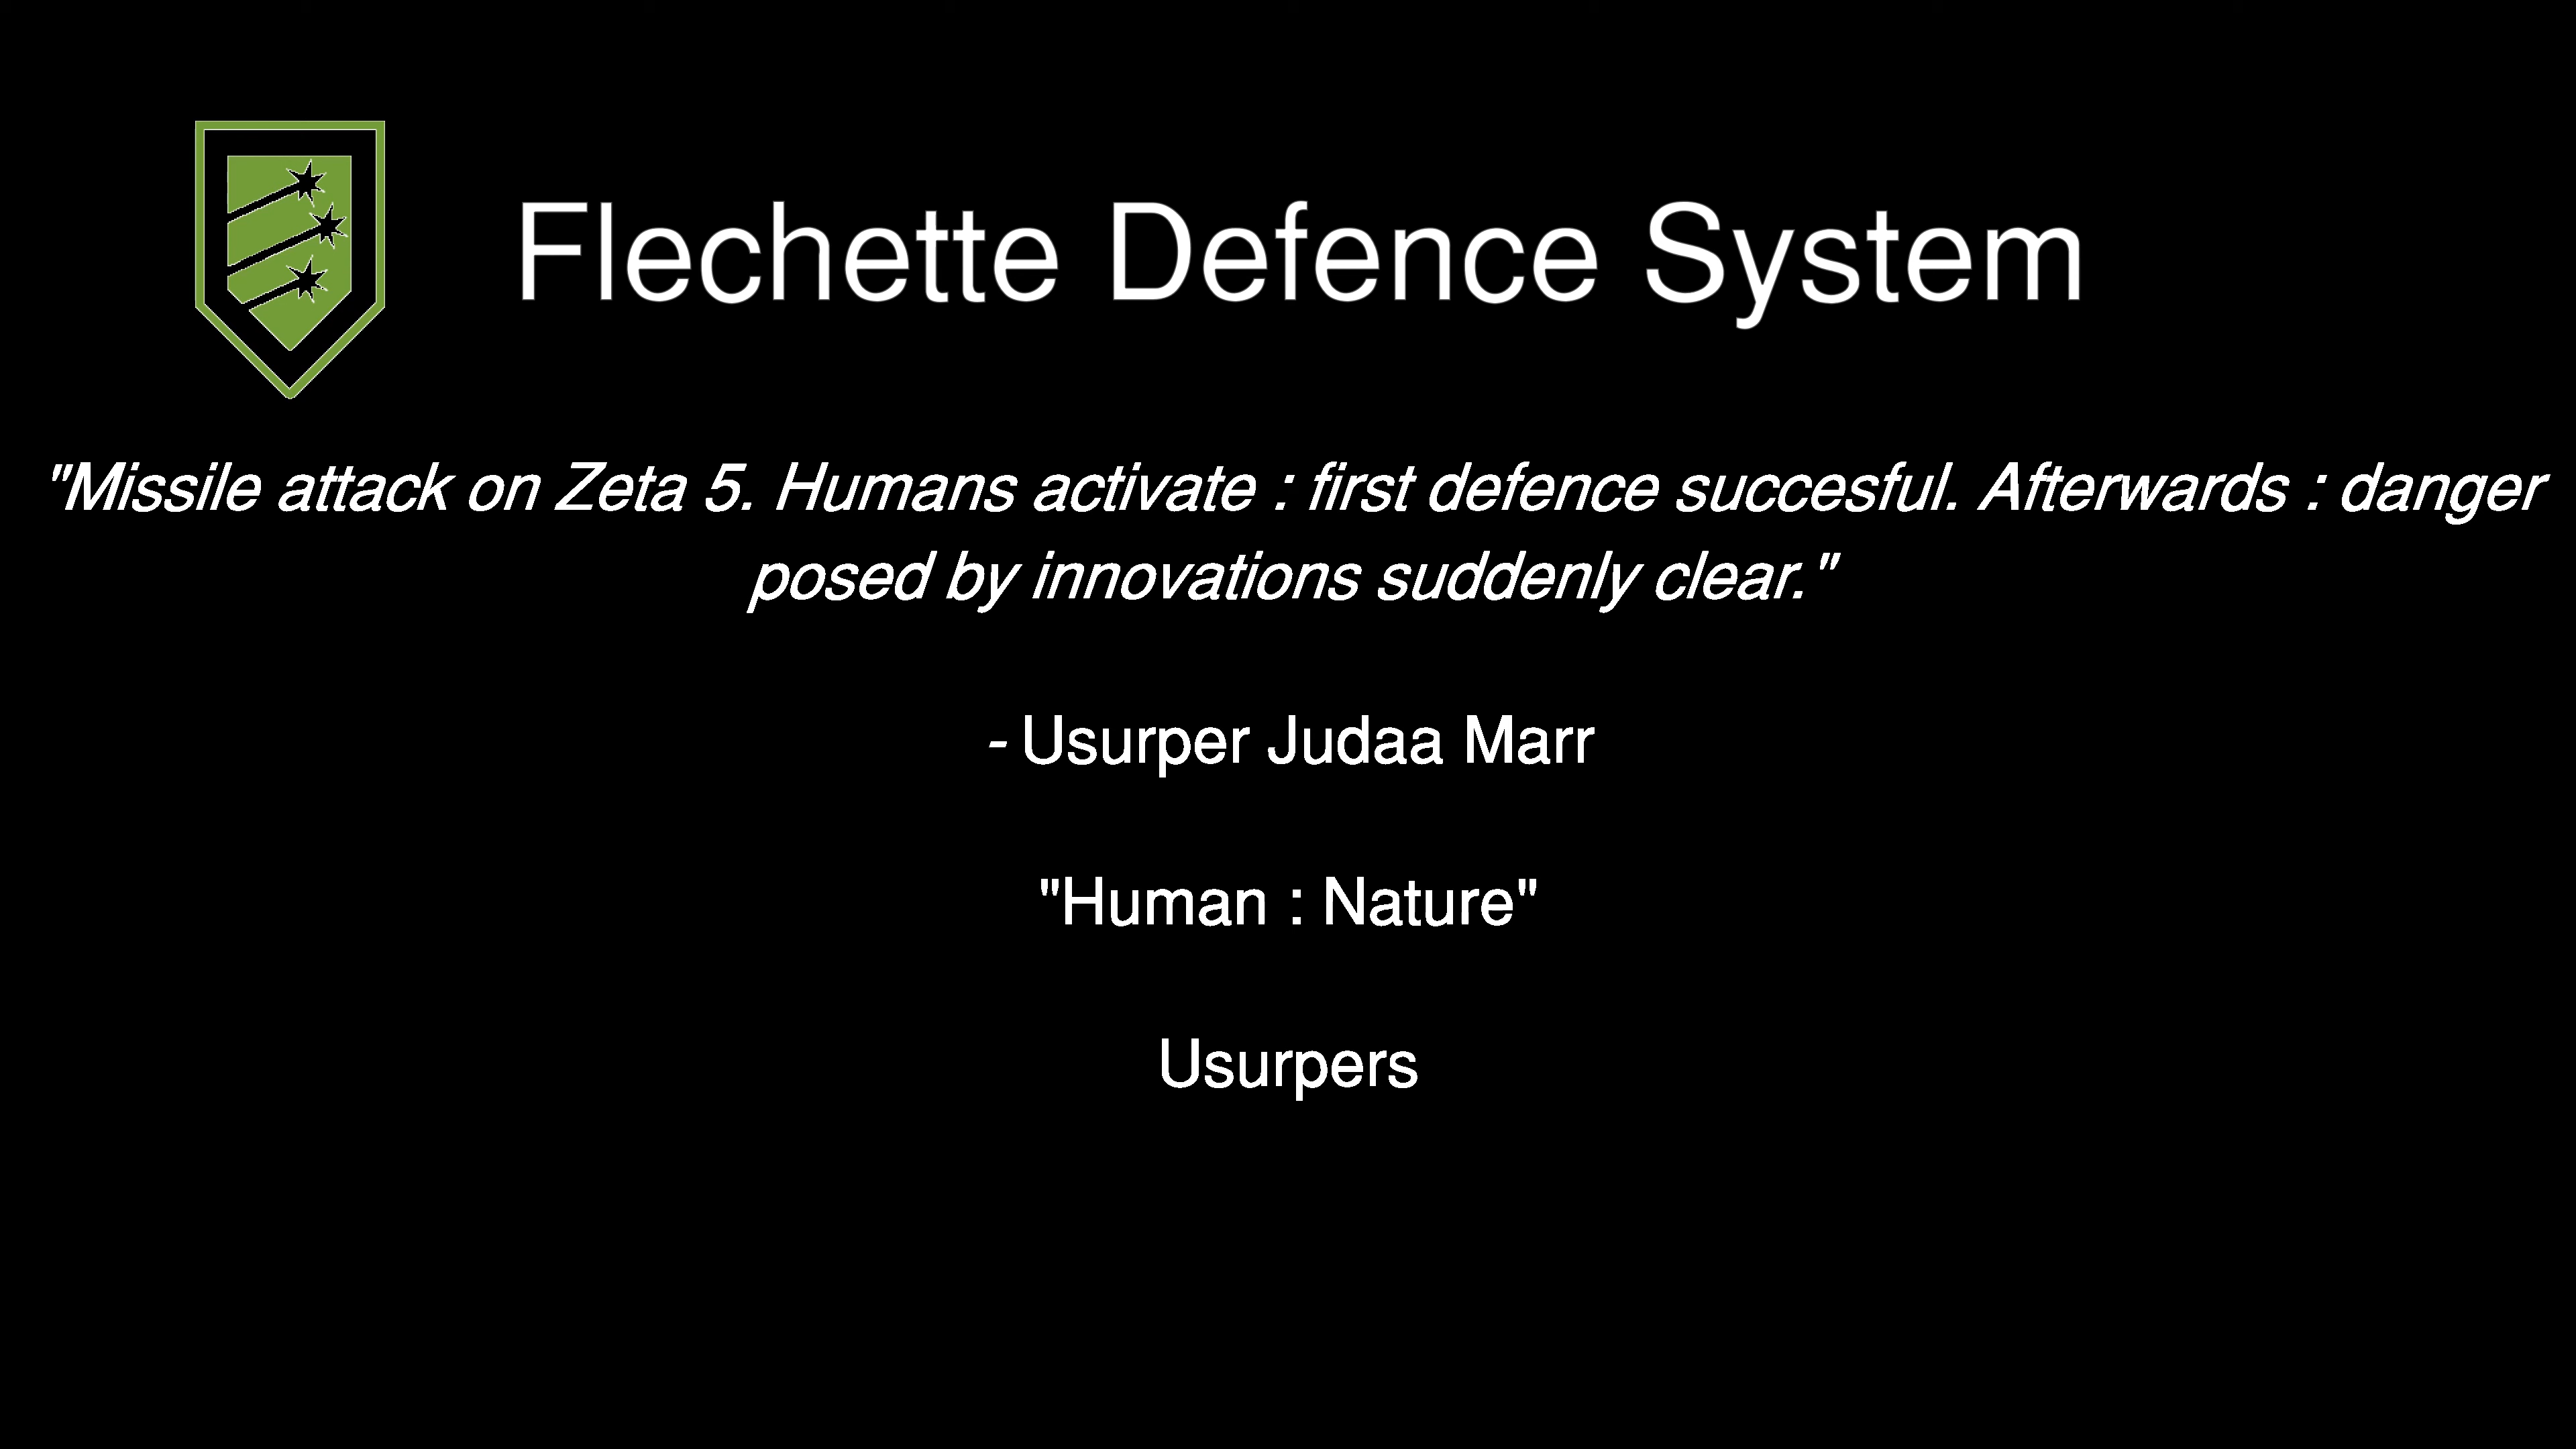 Flechette Defence System
"Missile attack on Zeta 5. Humans activate : first defence succesful. Afterwards : danger
posed by innovations suddenly clear."
- Usurper Judaa Marr
"Human : Nature"
Usurpers